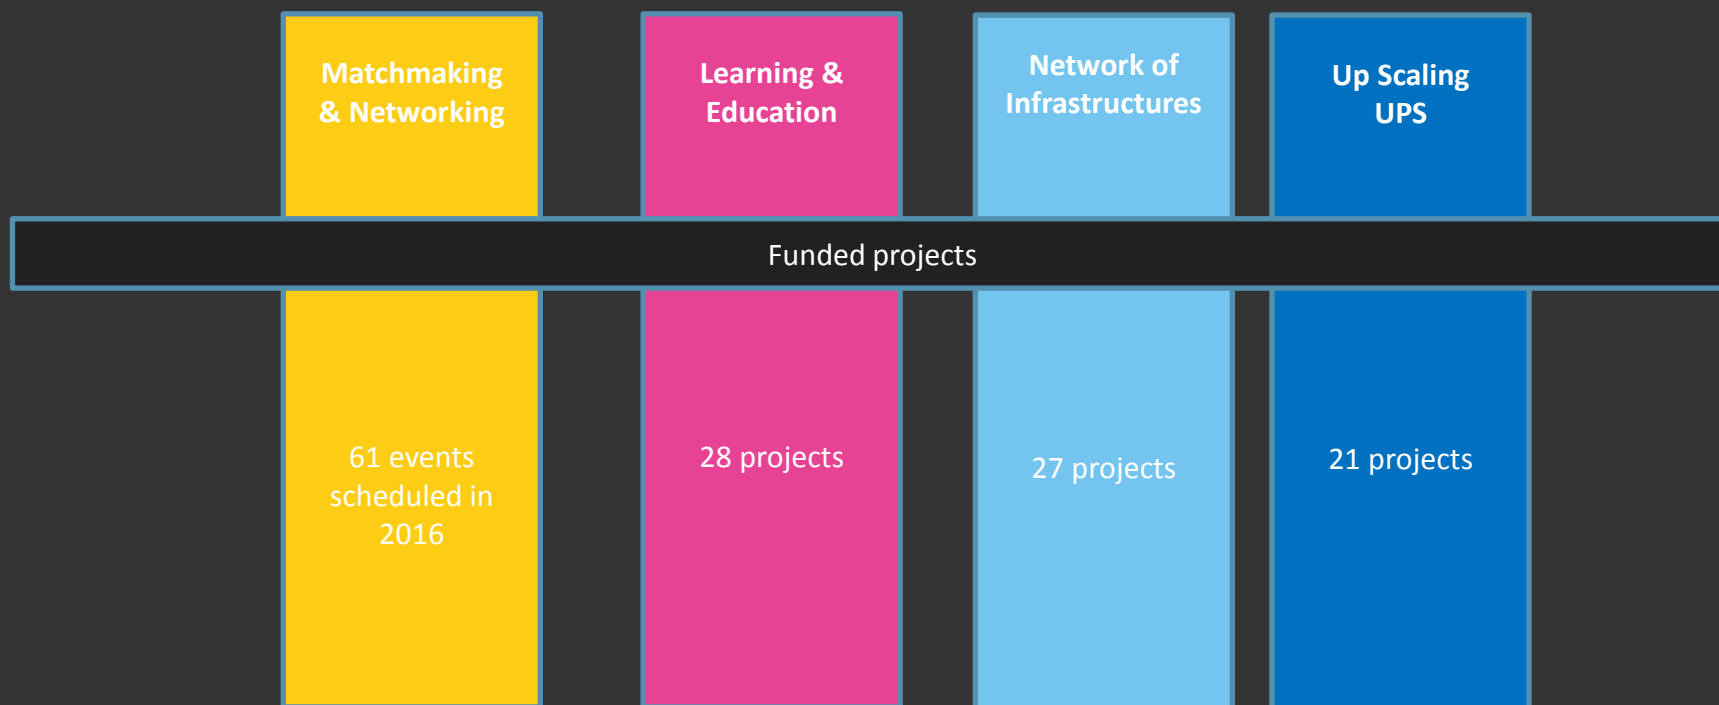 Matchmaking
& Networking
Learning &
Education
Network of
Infrastructures
Up Scaling
UPS
Funded projects
61 events
scheduled in
2016
28 projects
27 projects
21 projects